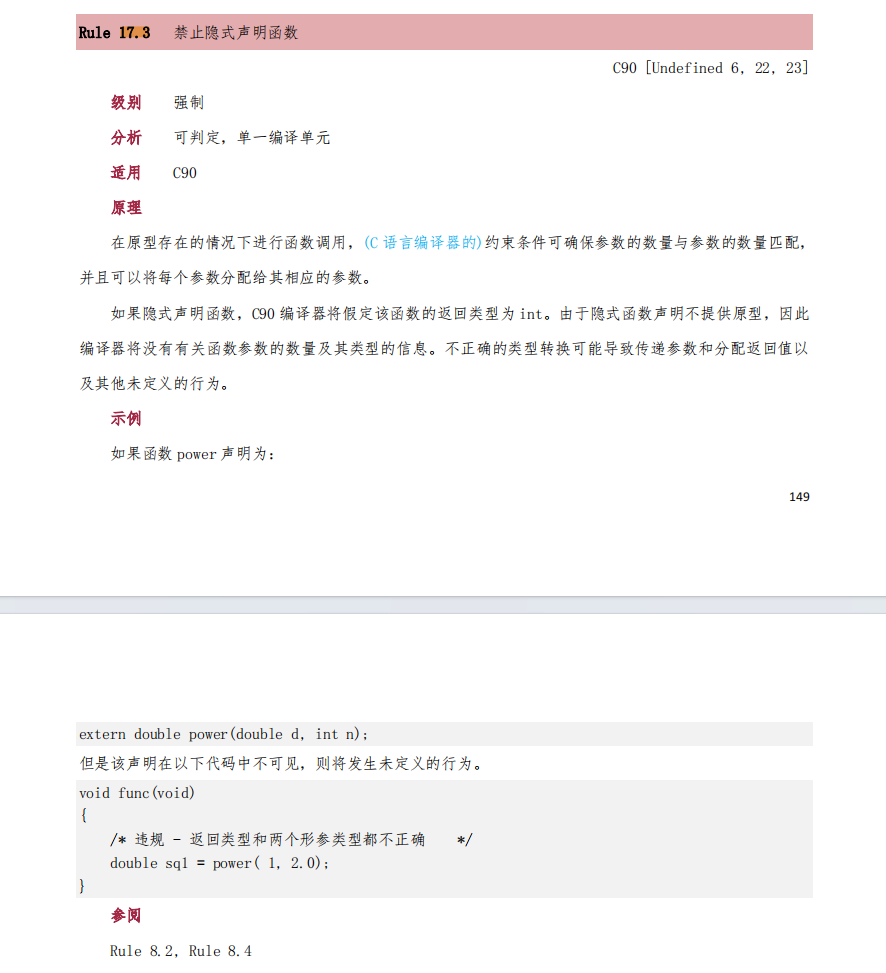 Rule 17.3 禁止隐式声明函数
C90 [Undefined 6, 22, 23]
级别 强制
分析 可判定，单一编译单元
适用 C90
原理
在原型存在的情况下进行函数调用，(C 语言编译器的)约束条件可确保参数的数量与参数的数量匹配，
并且可以将每个参数分配给其相应的参数。
如果隐式声明函数，C90 编译器将假定该函数的返回类型为 int。由于隐式函数声明不提供原型，因此
编译器将没有有关函数参数的数量及其类型的信息。不正确的类型转换可能导致传递参数和分配返回值以
及其他未定义的行为。
示例
如果函数 power 声明为：
149
extern double power(double d, int n);
但是该声明在以下代码中不可见，则将发生未定义的行为。
void func(void)
{
/* 违规 - 返回类型和两个形参类型都不正确 */
double sq1 = power( 1, 2.0);
}
参阅
Rule 8.2, Rule 8.4